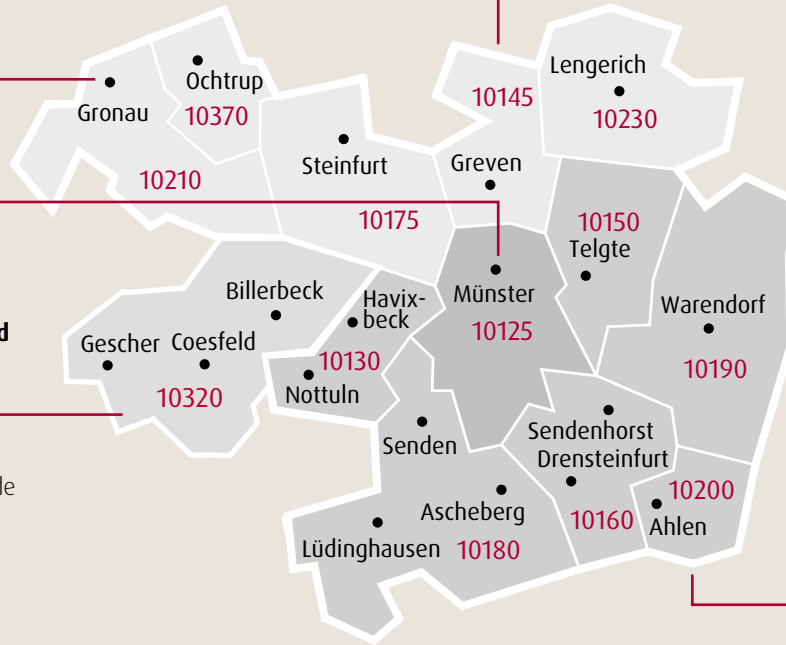 Lengerich
10230
Ochtrup
10370
Gronau
10145
10210
Steinfurt
Greven
10175
10150
Telgte
Billerbeck
Havix-
beck
Münster
10125
Warendorf
10190
d
Gescher
Coesfeld
10320
10130
Nottuln
Senden
Sendenhorst
Drensteinfurt
de
Ascheberg
10160
10200
Ahlen
Lüdinghausen
10180